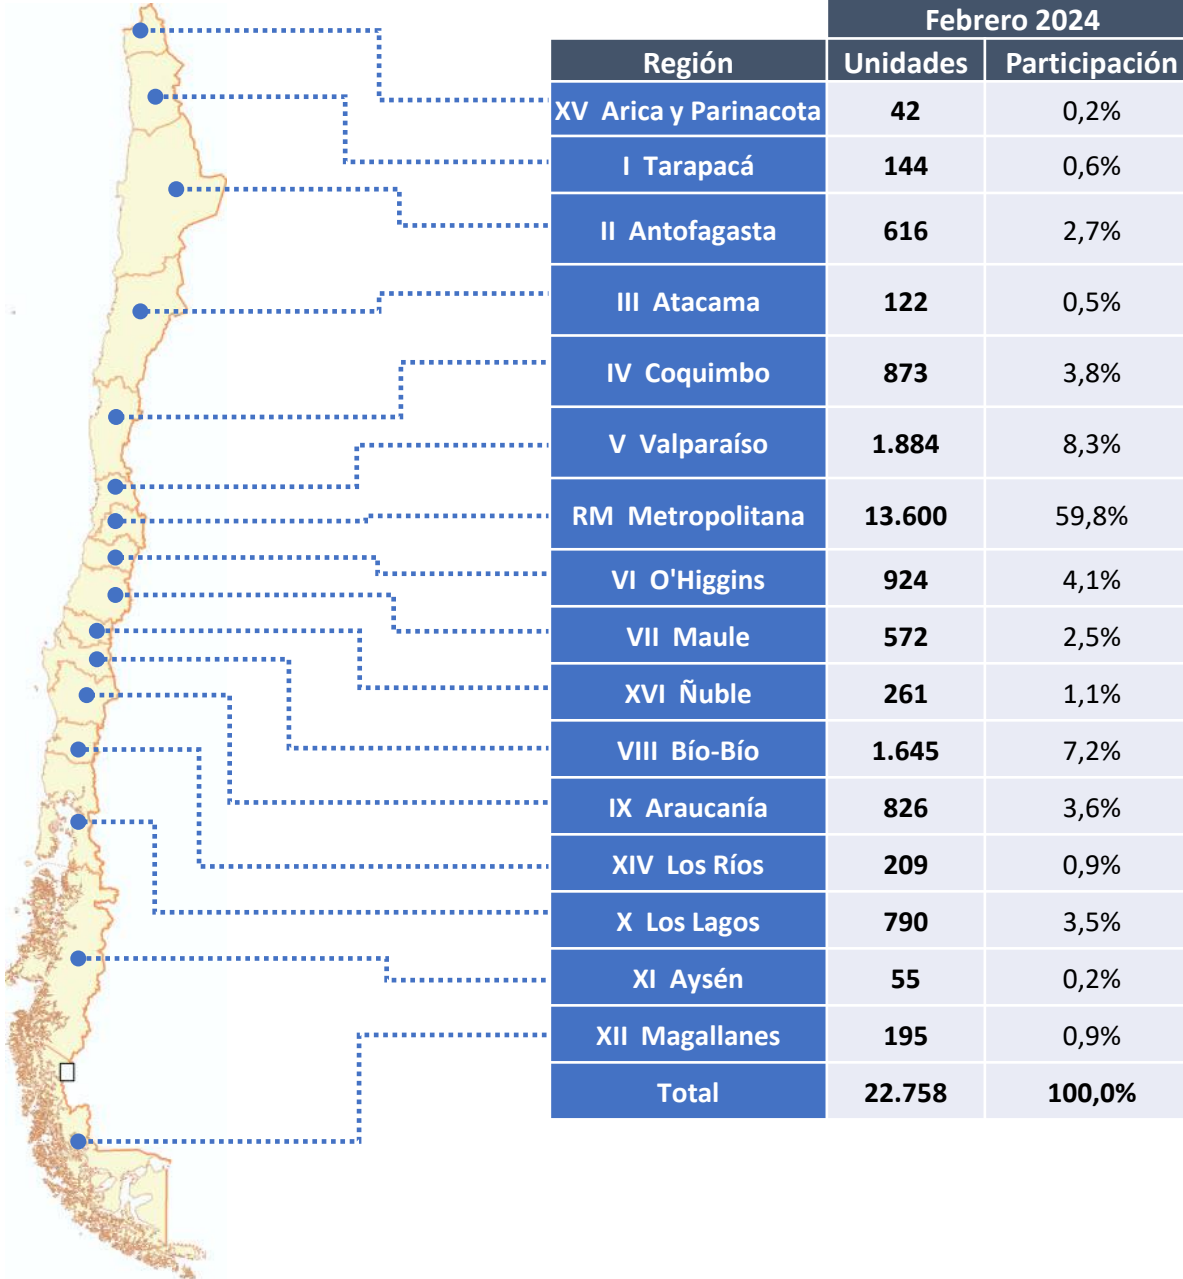 Febrero 2024
Región Unidades Participación
XV Arica y Parinacota 42 0,2%
I Tarapacá 144 0,6%
II Antofagasta 616 2,7%
III Atacama 122 0,5%
IV Coquimbo 873 3,8%
V Valparaíso 1.884 8,3%
RM Metropolitana 13.600 59,8%
VI O'Higgins 924 4,1%
VII Maule 572 2,5%
XVI Ñuble 261 1,1%
VIII Bío-Bío 1.645 7,2%
IX Araucanía 826 3,6%
XIV Los Ríos 209 0,9%
X Los Lagos 790 3,5%
XI Aysén 55 0,2%
XII Magallanes 195 0,9%
Total 22.758 100,0%